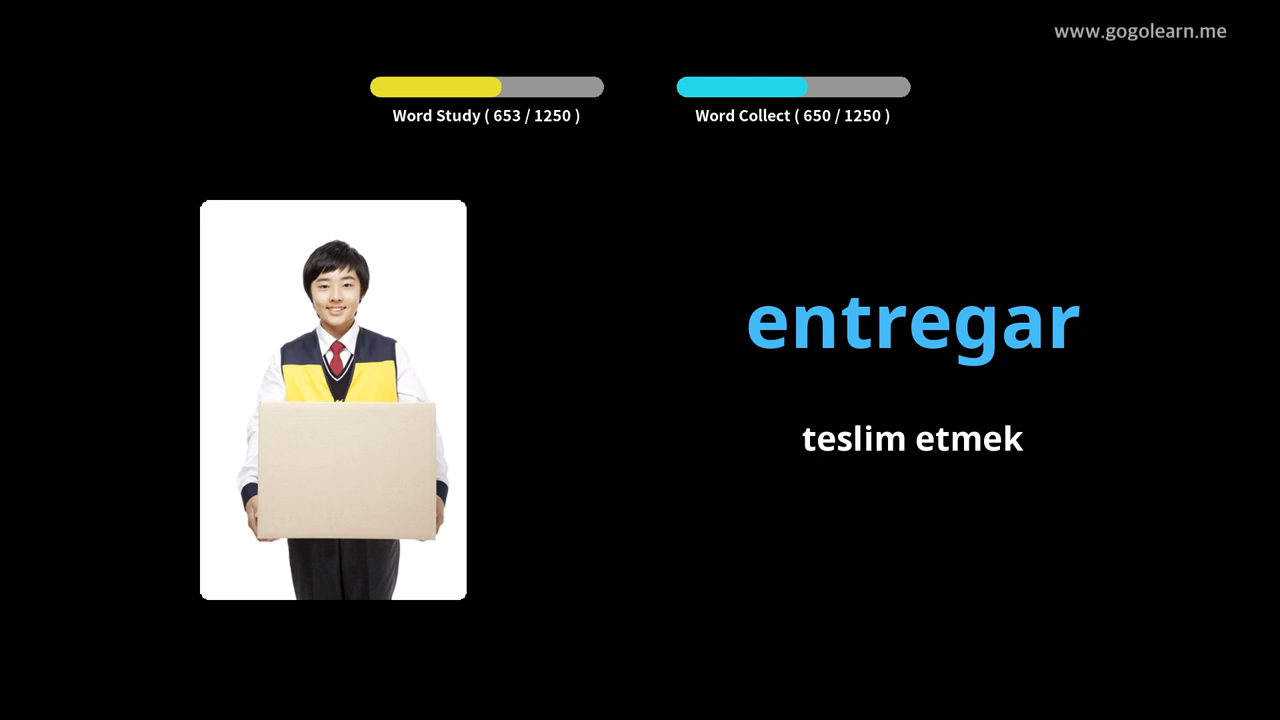 www.gogolearn.me
Word Study ( 653 / 1250 )
Word Collect ( 650 / 1250 )
entregar
teslim etmek